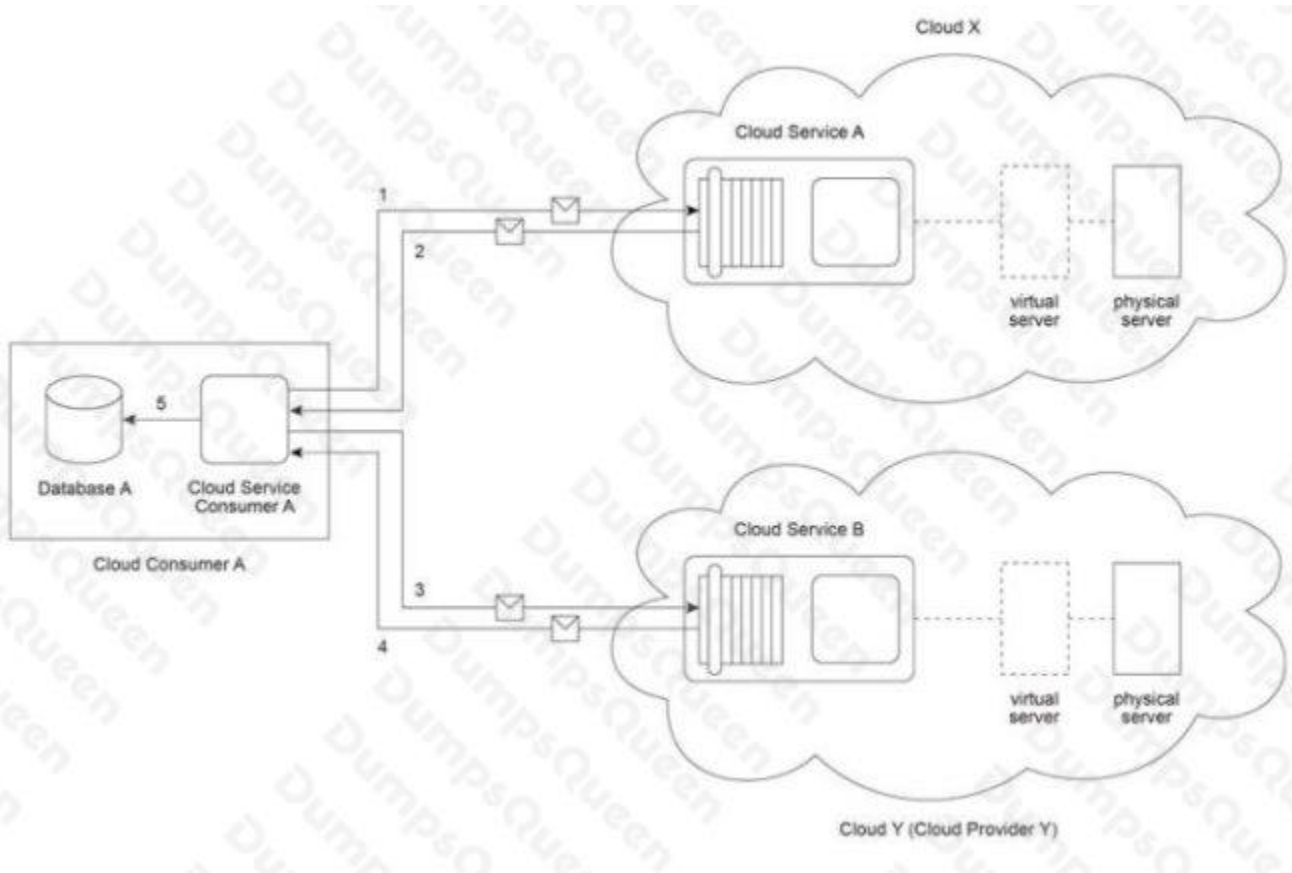 Cloud X
Cloud Service A
1
2
virtual
server
physical
server
5
Database A
Cloud Service
Consumer A
Cloud Consumer A
Cloud Service B
3
4
virtual
server
physical
server
Cloud Y (Cloud Provider Y)
DumpsQueen